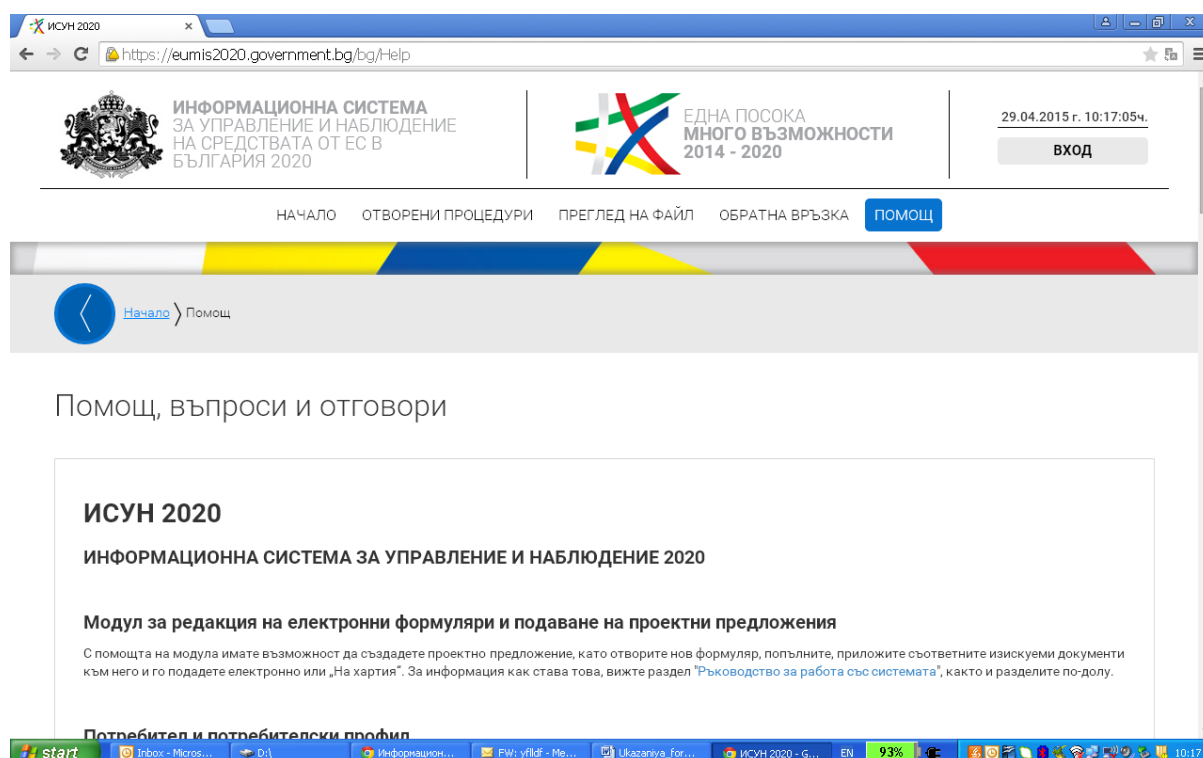 ИСУН 2020
https://eumis2020.government.bg/bg/Help
ИНФОРМАЦИОННА СИСТЕМА
ЗА УПРАВЛЕНИЕ И НАБЛЮДЕНИЕ
НА СРЕДСТВАТА ОТ ЕС В
БЪЛГАРИЯ 2020
ЕДНА ПОСОКА
МНОГО ВЪЗМОЖНОСТИ
2014 - 2020
29.04.2015 г. 10:17:05ч.
ВХОД
НАЧАЛО ОТВОРЕНИ ПРОЦЕДУРИ ПРЕГЛЕД НА ФАЙЛ ОБРАТНА ВРЪЗКА ПОМОЩ
Начало Помощ
Помощ, въпроси и отговори
ИСУН 2020
ИНФОРМАЦИОННА СИСТЕМА ЗА УПРАВЛЕНИЕ И НАБЛЮДЕНИЕ 2020
Модул за редакция на електронни формуляри и подаване на проектни предложения
С помощта на модула имате възможност да създадете проектно предложение, като отворите нов формуляр, попълните, приложите съответните изискуеми документи
към него и го подадете електронно или „На хартия“. За информация как става това, вижте раздел "Ръководство за работа със системата", както и разделите по-долу.
Потребител и потребителски профил
start Inbox - Micros... D:\ Информацион... FW: yflldf - Me... Ukazaniya_for... ИСУН 2020 - G... EN 93% 10:17